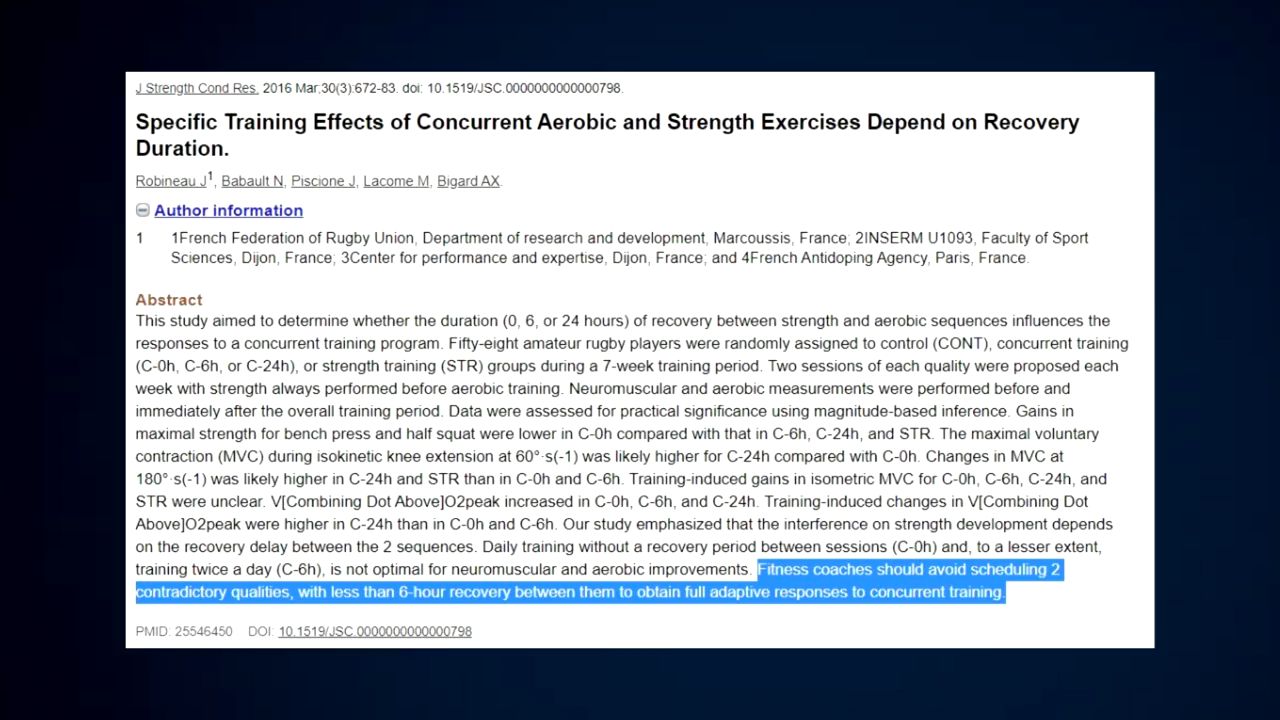 J Strength Cond Res. 2016 Mar;30(3):672-83. doi: 10.1519/JSC.0000000000000798.
Specific Training Effects of Concurrent Aerobic and Strength Exercises Depend on Recovery
Duration.
Robineau J1, Babault N, Piscione J, Lacome M, Bigard AX.
Author information
1 1French Federation of Rugby Union, Department of research and development, Marcoussis, France; 2INSERM U1093, Faculty of Sport
Sciences, Dijon, France; 3Center for performance and expertise, Dijon, France; and 4French Antidoping Agency, Paris, France.
Abstract
This study aimed to determine whether the duration (0, 6, or 24 hours) of recovery between strength and aerobic sequences influences the
responses to a concurrent training program. Fifty-eight amateur rugby players were randomly assigned to control (CONT), concurrent training
(C-0h, C-6h, or C-24h), or strength training (STR) groups during a 7-week training period. Two sessions of each quality were proposed each
week with strength always performed before aerobic training. Neuromuscular and aerobic measurements were performed before and
immediately after the overall training period. Data were assessed for practical significance using magnitude-based inference. Gains in
maximal strength for bench press and half squat were lower in C-0h compared with that in C-6h, C-24h, and STR. The maximal voluntary
contraction (MVC) during isokinetic knee extension at 60°·s(-1) was likely higher for C-24h compared with C-0h. Changes in MVC at
180°·s(-1) was likely higher in C-24h and STR than in C-0h and C-6h. Training-induced gains in isometric MVC for C-0h, C-6h, C-24h, and
STR were unclear. V[Combining Dot Above]O2peak increased in C-0h, C-6h, and C-24h. Training-induced changes in V[Combining Dot
Above]O2peak were higher in C-24h than in C-0h and C-6h. Our study emphasized that the interference on strength development depends
on the recovery delay between the 2 sequences. Daily training without a recovery period between sessions (C-0h) and, to a lesser extent,
training twice a day (C-6h), is not optimal for neuromuscular and aerobic improvements. Fitness coaches should avoid scheduling 2
contradictory qualities, with less than 6-hour recovery between them to obtain full adaptive responses to concurrent training.
PMID: 25546450 DOI: 10.1519/JSC.0000000000000798